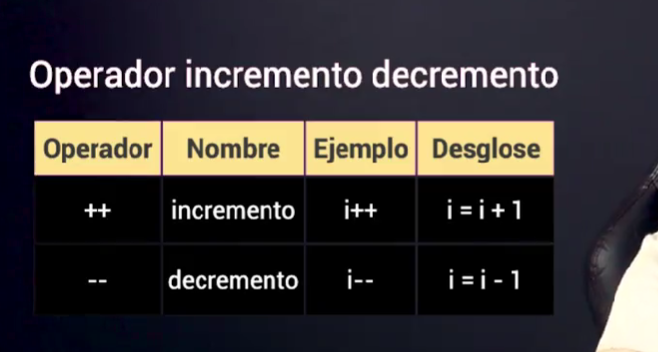 Operador incremento decremento
Operador Nombre Ejemplo Desglose
++ incremento i++ i = i + 1
-- decremento i-- i = i - 1